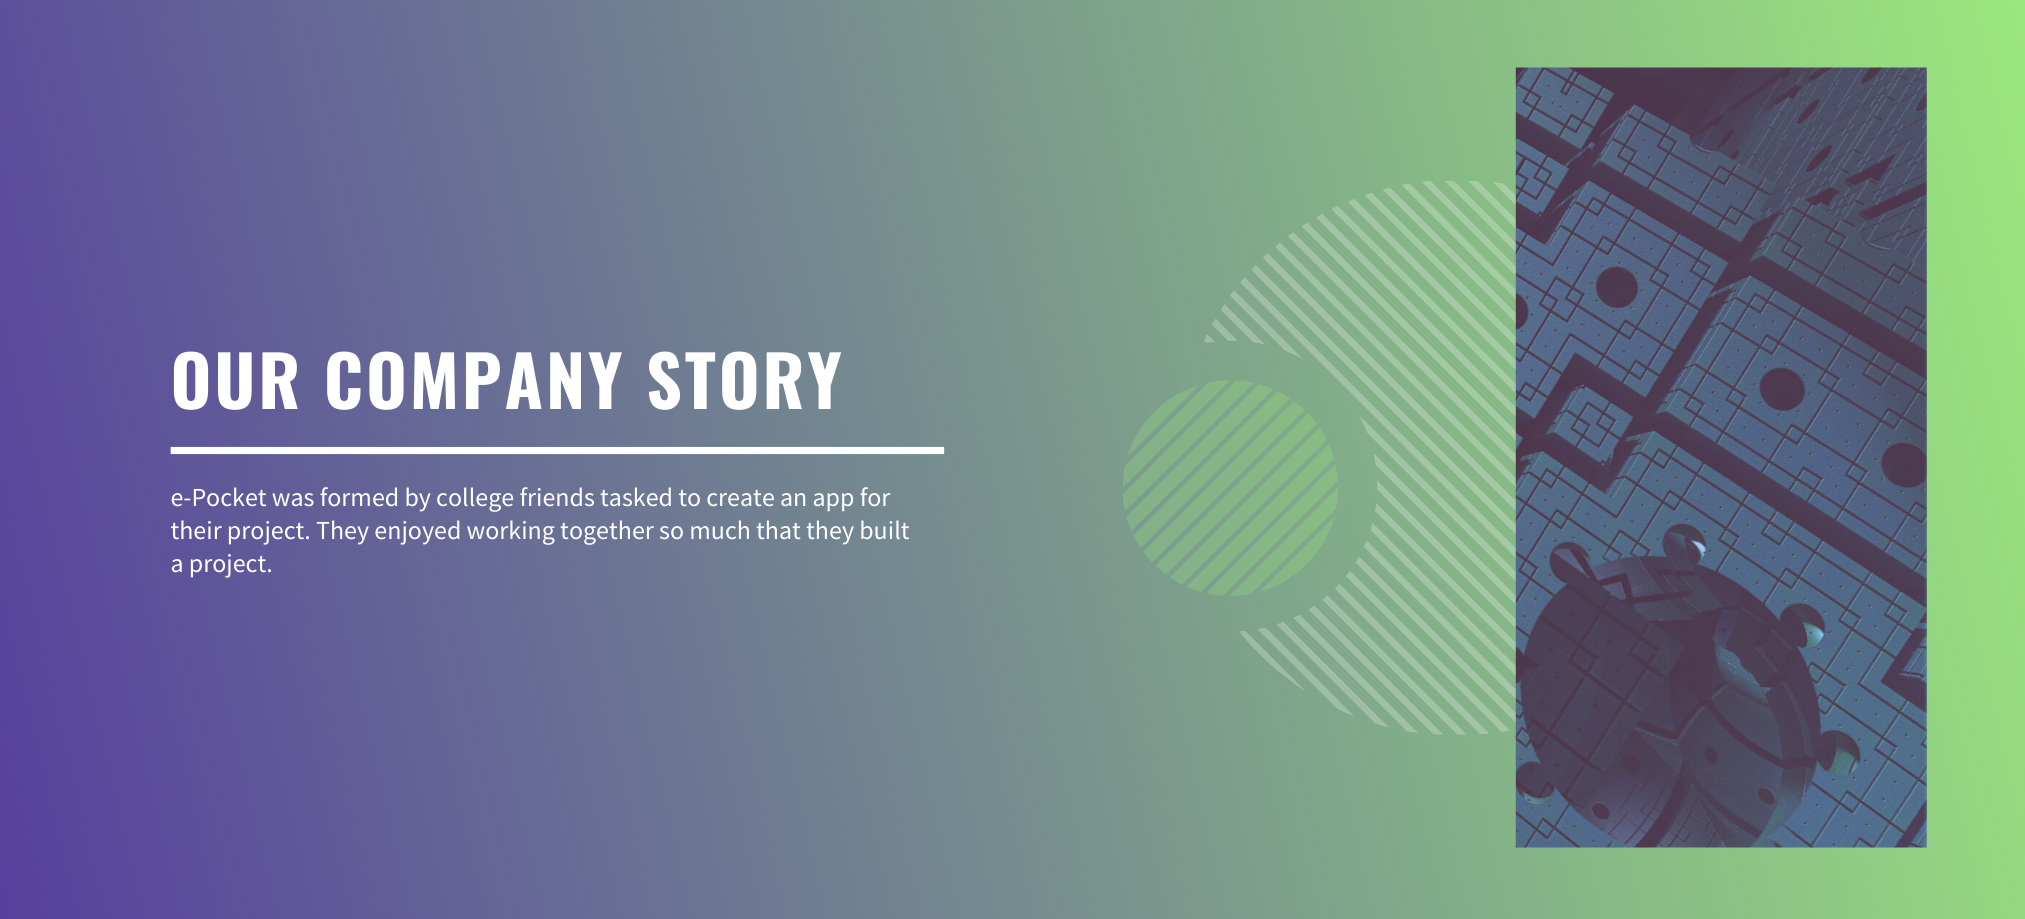 OUR COMPANY STORY
e-Pocket was formed by college friends tasked to create an app for
their project. They enjoyed working together so much that they built
a project.